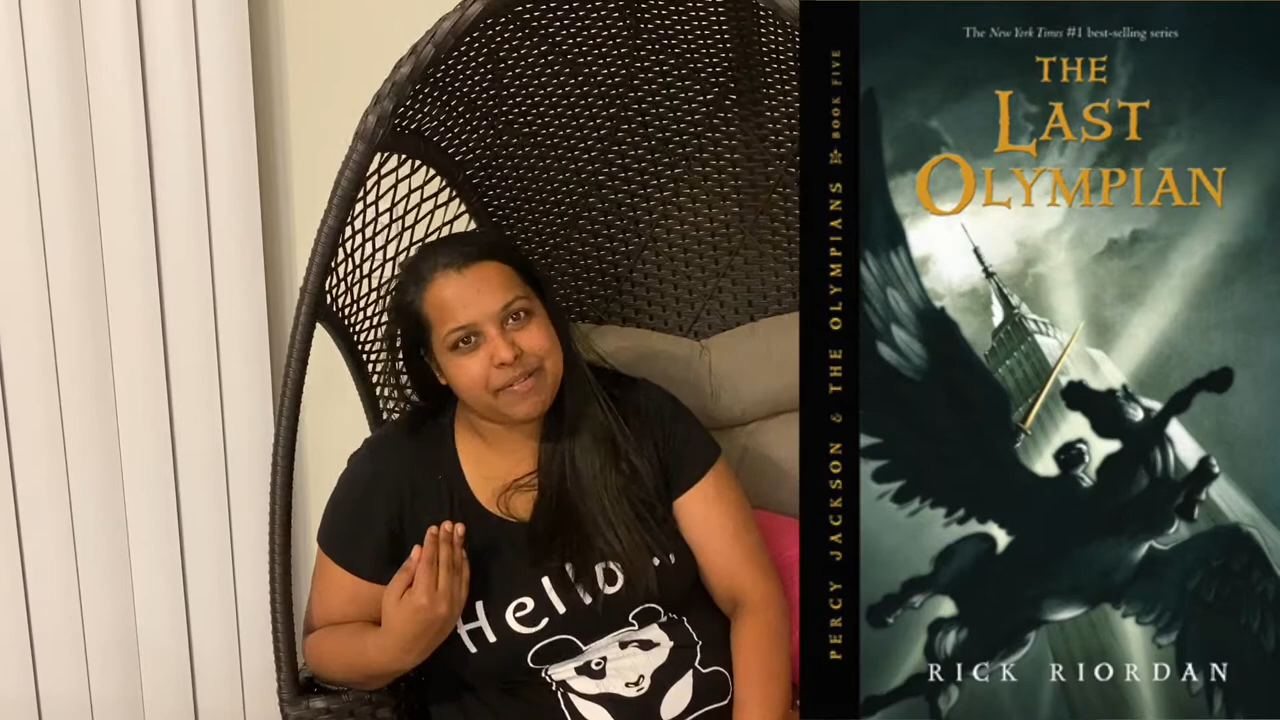 Hello...
PERCY JACKSON & THE OLYMPIANS BOOK FIVE
The New York Times #1 best-selling series
THE
LAST
OLYMPIAN
RICK RIORDAN